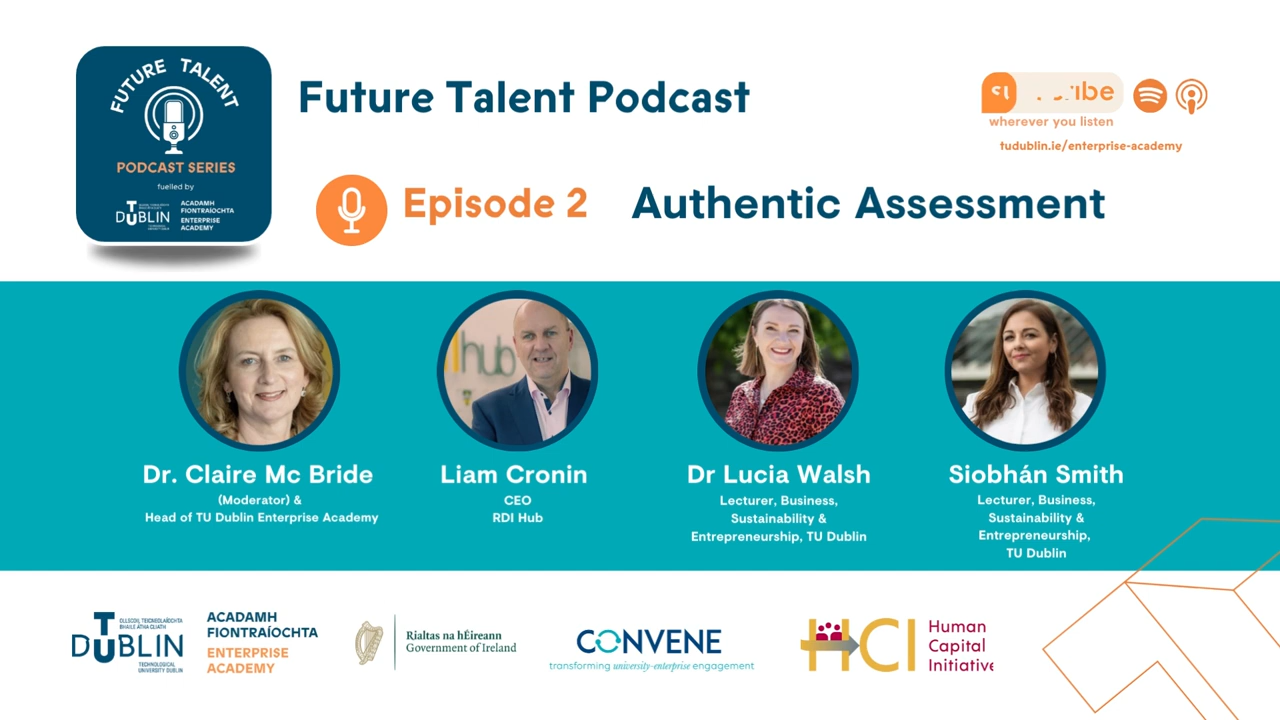 FUTURE TALENT
PODCAST SERIES
fuelled by
TU DUBLIN
ACADAMH
FIONTRAÍOCHTA
ENTERPRISE
ACADEMY
Future Talent Podcast
Episode 2
Authentic Assessment
wherever you listen
tudublin.ie/enterprise-academy
hub
Dr. Claire Mc Bride
(Moderator) &
Head of TU Dublin Enterprise Academy
Liam Cronin
CEO
RDI Hub
Dr Lucia Walsh
Lecturer, Business,
Sustainability &
Entrepreneurship, TU Dublin
Siobhán Smith
Lecturer, Business,
Sustainability &
Entrepreneurship,
TU Dublin
OLLSCOIL TEICNEOLAÍOCHTA
BHAILE ÁTHA CLIATH
TU DUBLIN
TECHNOLOGICAL
UNIVERSITY DUBLIN
ACADAMH
FIONTRAÍOCHTA
ENTERPRISE
ACADEMY
Rialtas na hÉireann
Government of Ireland
CONVENE
transforming university-enterprise engagement
HCI
Human
Capital
Initiative